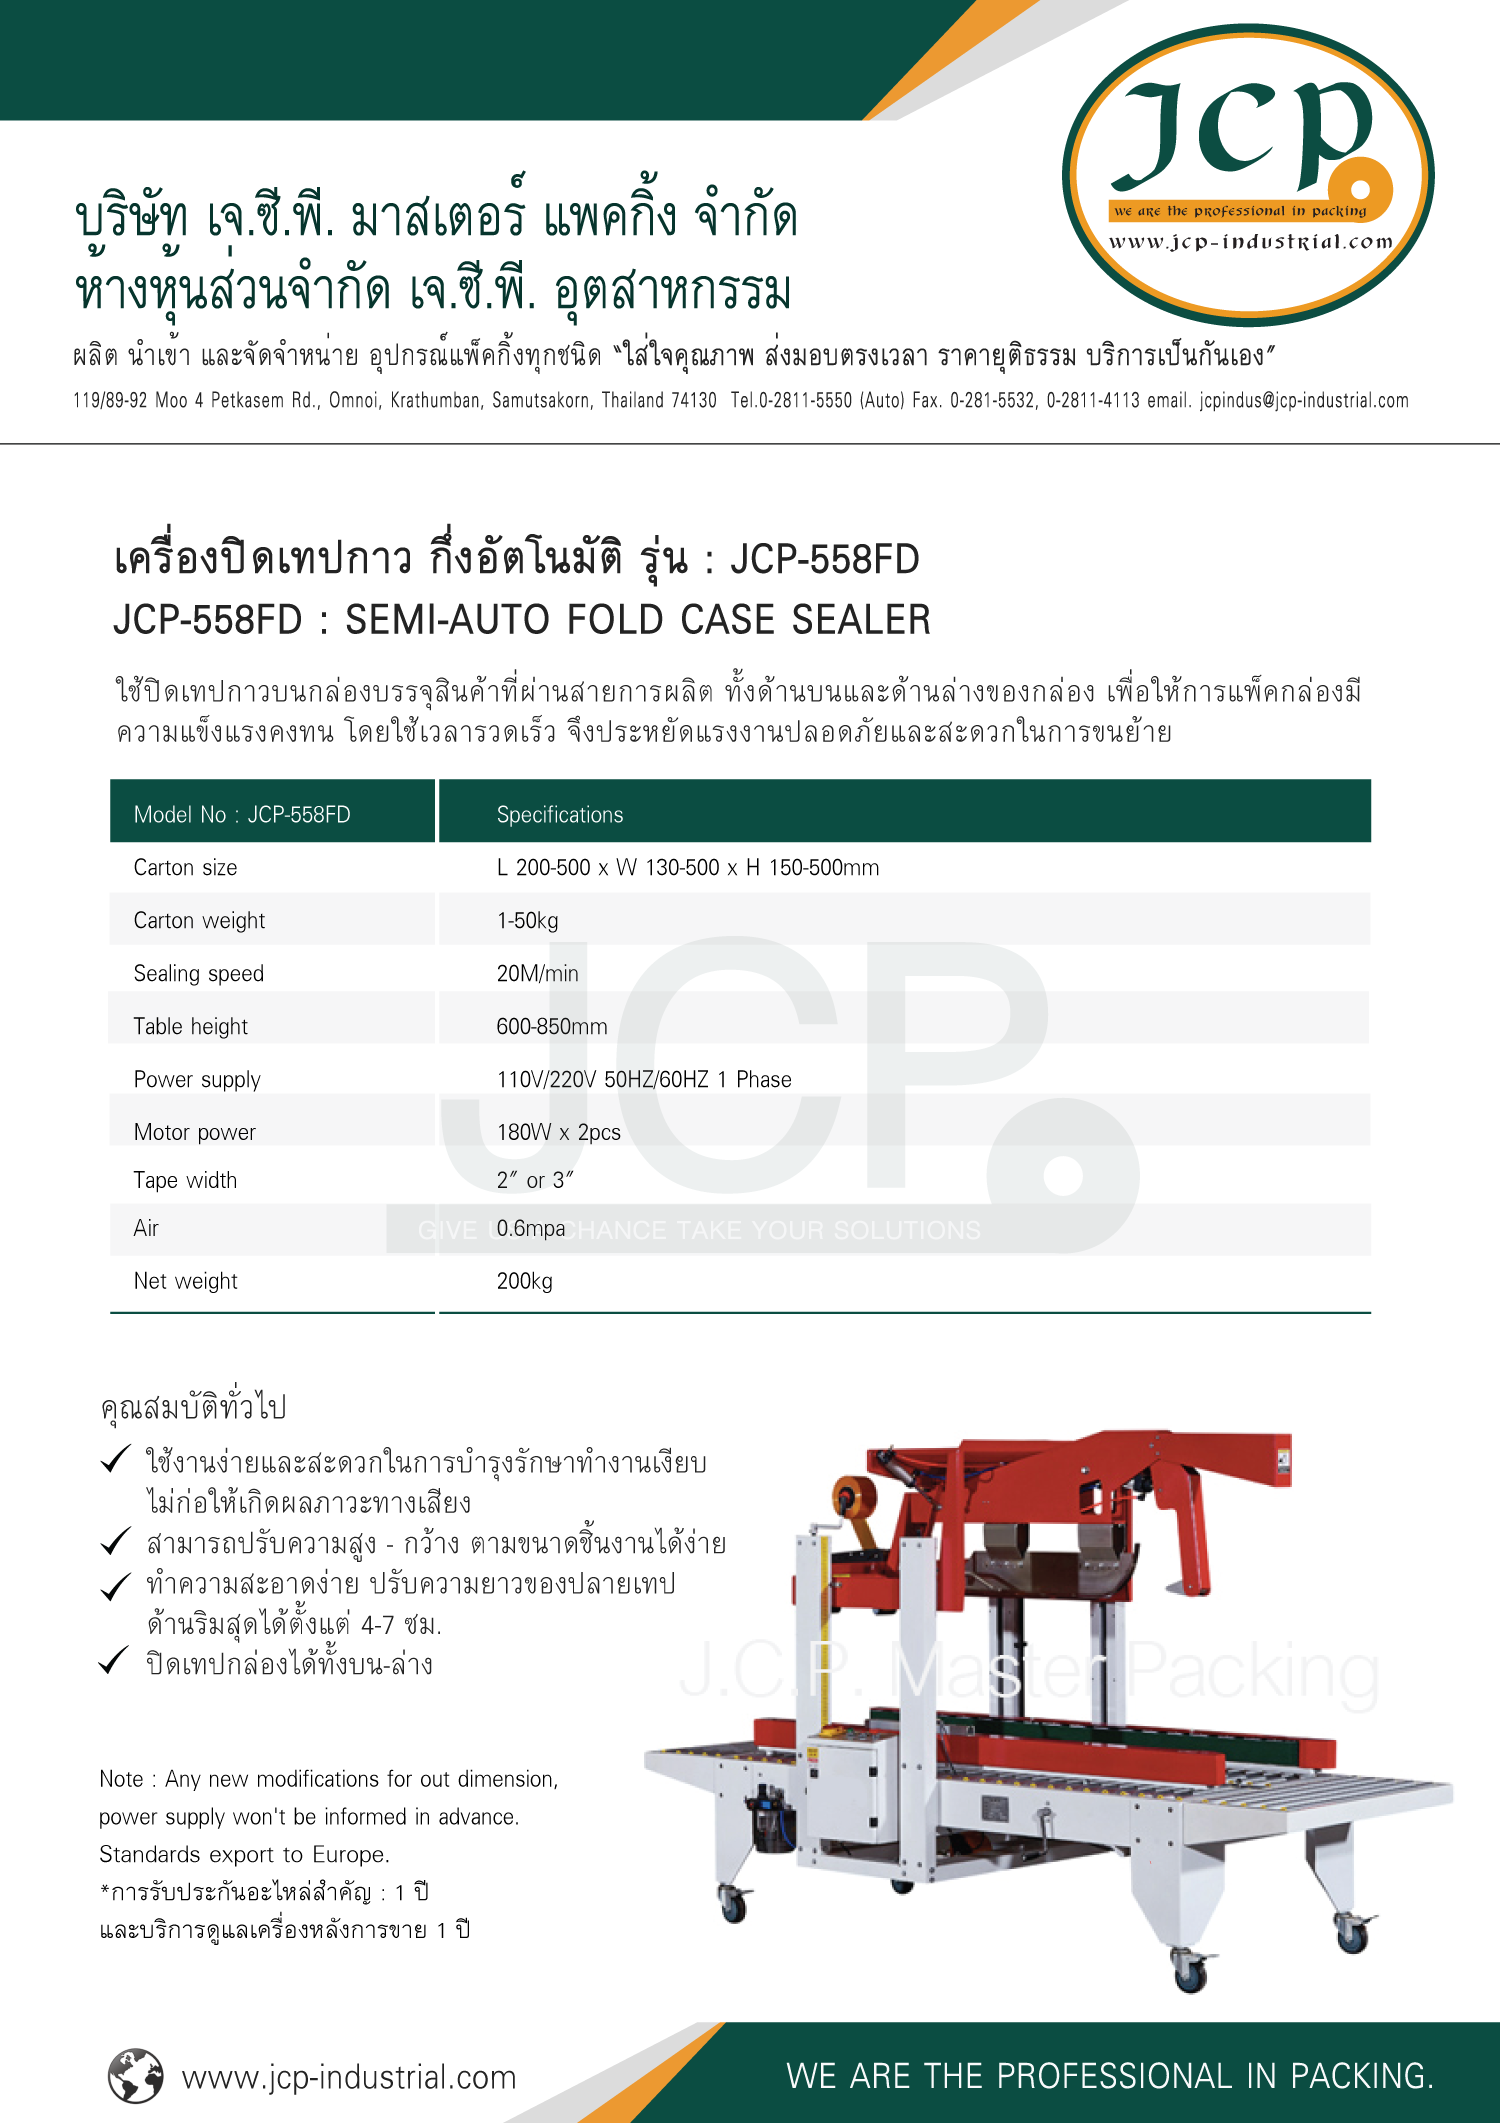 JCP
we are the professional in packing
www.jcp-industrial.com
บริษัท เจ.ซี.พี. มาสเตอร์ แพคกิ้ง จำกัด
ห้างหุ้นส่วนจำกัด เจ.ซี.พี. อุตสาหกรรม
ผลิต นำเข้า และจัดจำหน่าย อุปกรณ์แพ็คกิ้งทุกชนิด “ใส่ใจคุณภาพ ส่งมอบตรงเวลา ราคายุติธรรม บริการเป็นกันเอง”
119/89-92 Moo 4 Petkasem Rd., Omnoi, Krathumban, Samutsakorn, Thailand 74130 Tel.0-2811-5550 (Auto) Fax. 0-281-5532, 0-2811-4113 email. jcpindus@jcp-industrial.com
เครื่องปิดเทปกาว กึ่งอัตโนมัติ รุ่น : JCP-558FD
JCP-558FD : SEMI-AUTO FOLD CASE SEALER
ใช้ปิดเทปกาวบนกล่องบรรจุสินค้าที่ผ่านสายการผลิต ทั้งด้านบนและด้านล่างของกล่อง เพื่อให้การแพ็คกล่องมี
ความแข็งแรงคงทน โดยใช้เวลารวดเร็ว จึงประหยัดแรงงานปลอดภัยและสะดวกในการขนย้าย
Model No : JCP-558FD Specifications
Carton size L 200-500 x W 130-500 x H 150-500mm
Carton weight 1-50kg
Sealing speed 20M/min
Table height 600-850mm
Power supply 110V/220V 50HZ/60HZ 1 Phase
Motor power 180W x 2pcs
Tape width 2″ or 3″
Air 0.6mpa
Net weight 200kg
JCP
GIVE US CHANCE TAKE YOUR SOLUTIONS
คุณสมบัติทั่วไป
ใช้งานง่ายและสะดวกในการบำรุงรักษาทำงานเงียบ
ไม่ก่อให้เกิดผลภาวะทางเสียง
สามารถปรับความสูง - กว้าง ตามขนาดชิ้นงานได้ง่าย
ทำความสะอาดง่าย ปรับความยาวของปลายเทป
ด้านริมสุดได้ตั้งแต่ 4-7 ซม.
ปิดเทปกล่องได้ทั้งบน-ล่าง
J.C.P. Master Packing
Note : Any new modifications for out dimension,
power supply won't be informed in advance.
Standards export to Europe.
*การรับประกันอะไหล่สำคัญ : 1 ปี
และบริการดูแลเครื่องหลังการขาย 1 ปี
www.jcp-industrial.com
WE ARE THE PROFESSIONAL IN PACKING.